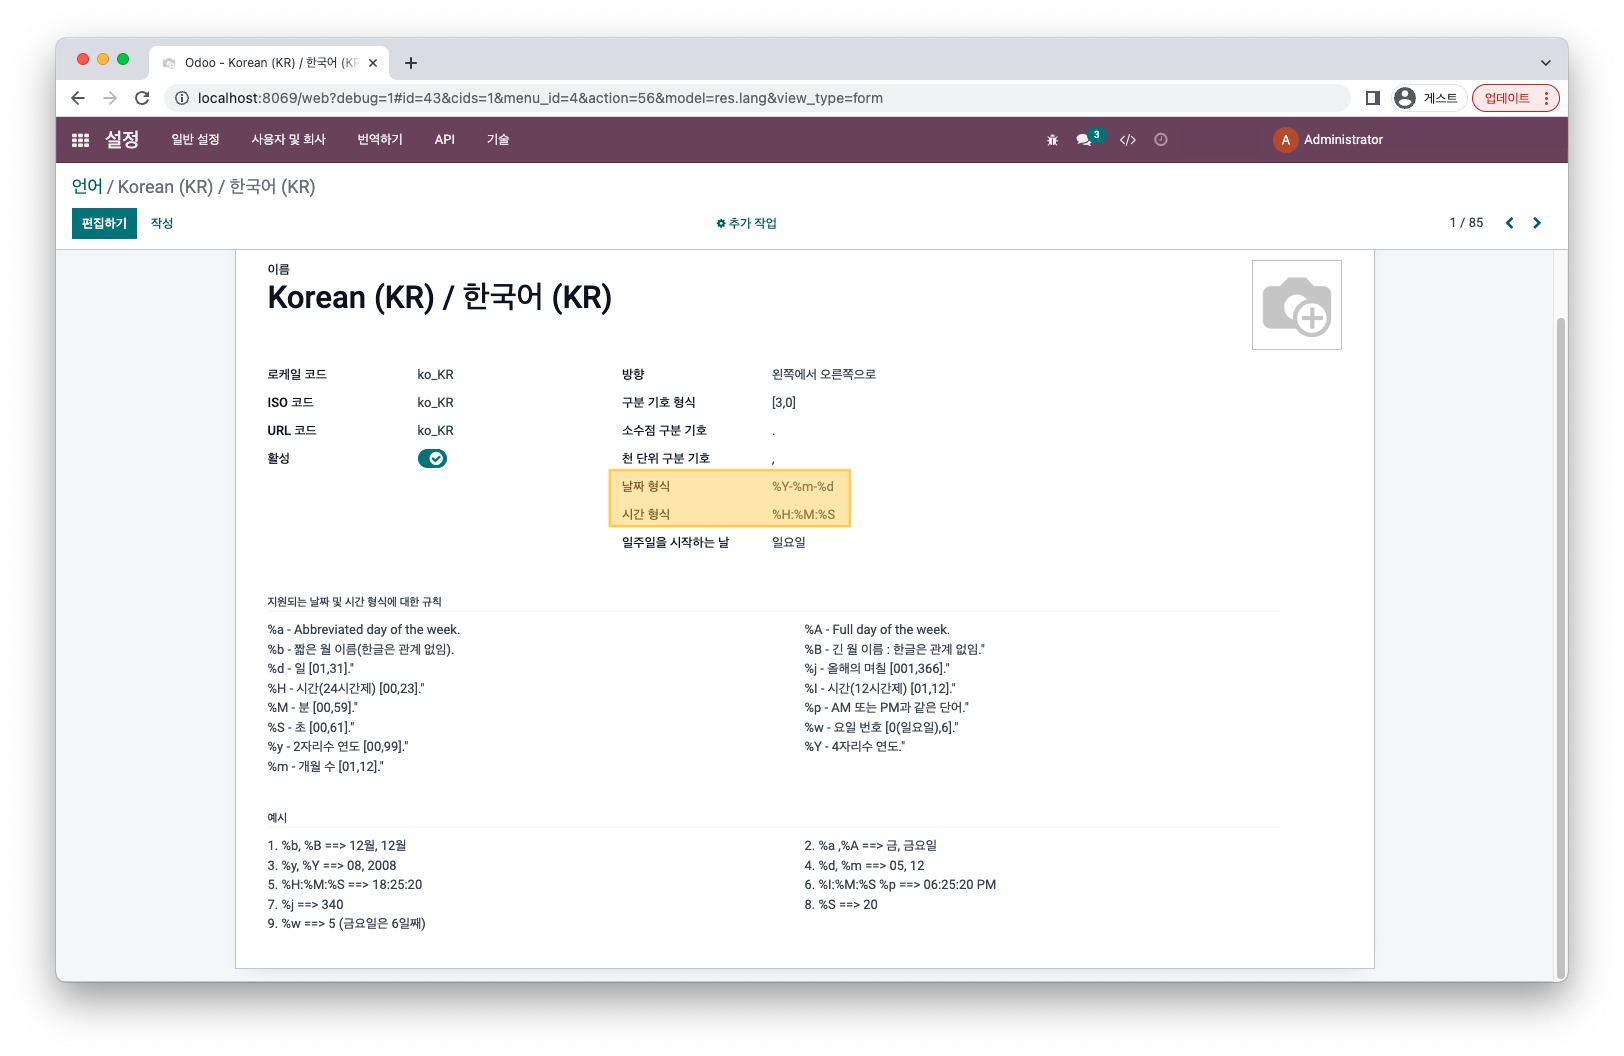 Odoo - Korean (KR) / 한국어 (KR
localhost:8069/web?debug=1#id=43&cids=1&menu_id=4&action=56&model=res.lang&view_type=form
게스트
업데이트
설정
일반 설정
사용자 및 회사
번역하기
API
기술
3
A
Administrator
언어 / Korean (KR) / 한국어 (KR)
편집하기
작성
추가 작업
1 / 85
이름
Korean (KR) / 한국어 (KR)
로케일 코드 ko_KR
ISO 코드 ko_KR
URL 코드 ko_KR
활성
방향 왼쪽에서 오른쪽으로
구분 기호 형식 [3,0]
소수점 구분 기호 .
천 단위 구분 기호 ,
날짜 형식 %Y-%m-%d
시간 형식 %H:%M:%S
일주일을 시작하는 날 일요일
지원되는 날짜 및 시간 형식에 대한 규칙
%a - Abbreviated day of the week.
%b - 짧은 월 이름(한글은 관계 없임).
%d - 일 [01,31]."
%H - 시간(24시간제) [00,23]."
%M - 분 [00,59]."
%S - 초 [00,61]."
%y - 2자리수 연도 [00,99]."
%m - 개월 수 [01,12]."
%A - Full day of the week.
%B - 긴 월 이름 : 한글은 관계 없임."
%j - 올해의 며칠 [001,366]."
%I - 시간(12시간제) [01,12]."
%p - AM 또는 PM과 같은 단어."
%w - 요일 번호 [0(일요일),6]."
%Y - 4자리수 연도."
예시
1. %b, %B ==> 12월, 12월
3. %y, %Y ==> 08, 2008
5. %H:%M:%S ==> 18:25:20
7. %j ==> 340
9. %w ==> 5 (금요일은 6일째)
2. %a ,%A ==> 금, 금요일
4. %d, %m ==> 05, 12
6. %I:%M:%S %p ==> 06:25:20 PM
8. %S ==> 20